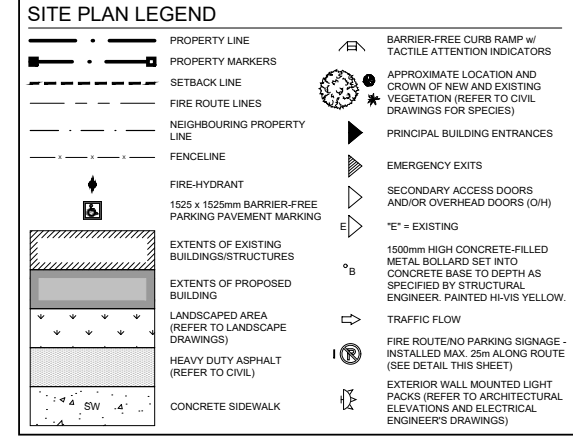 SITE PLAN LEGEND
PROPERTY LINE
PROPERTY MARKERS
SETBACK LINE
FIRE ROUTE LINES
NEIGHBOURING PROPERTY
LINE
x x x
FENCELINE
FIRE-HYDRANT
1525 x 1525mm BARRIER-FREE
PARKING PAVEMENT MARKING
EXTENTS OF EXISTING
BUILDINGS/STRUCTURES
EXTENTS OF PROPOSED
BUILDING
LANDSCAPED AREA
(REFER TO LANDSCAPE
DRAWINGS)
HEAVY DUTY ASPHALT
(REFER TO CIVIL)
SW
CONCRETE SIDEWALK
BARRIER-FREE CURB RAMP w/
TACTILE ATTENTION INDICATORS
APPROXIMATE LOCATION AND
CROWN OF NEW AND EXISTING
VEGETATION (REFER TO CIVIL
DRAWINGS FOR SPECIES)
PRINCIPAL BUILDING ENTRANCES
EMERGENCY EXITS
SECONDARY ACCESS DOORS
AND/OR OVERHEAD DOORS (O/H)
E
"E" = EXISTING
B
1500mm HIGH CONCRETE-FILLED
METAL BOLLARD SET INTO
CONCRETE BASE TO DEPTH AS
SPECIFIED BY STRUCTURAL
ENGINEER. PAINTED HI-VIS YELLOW.
TRAFFIC FLOW
P
FIRE ROUTE/NO PARKING SIGNAGE -
INSTALLED MAX. 25m ALONG ROUTE
(SEE DETAIL THIS SHEET)
EXTERIOR WALL MOUNTED LIGHT
PACKS (REFER TO ARCHITECTURAL
ELEVATIONS AND ELECTRICAL
ENGINEER'S DRAWINGS)